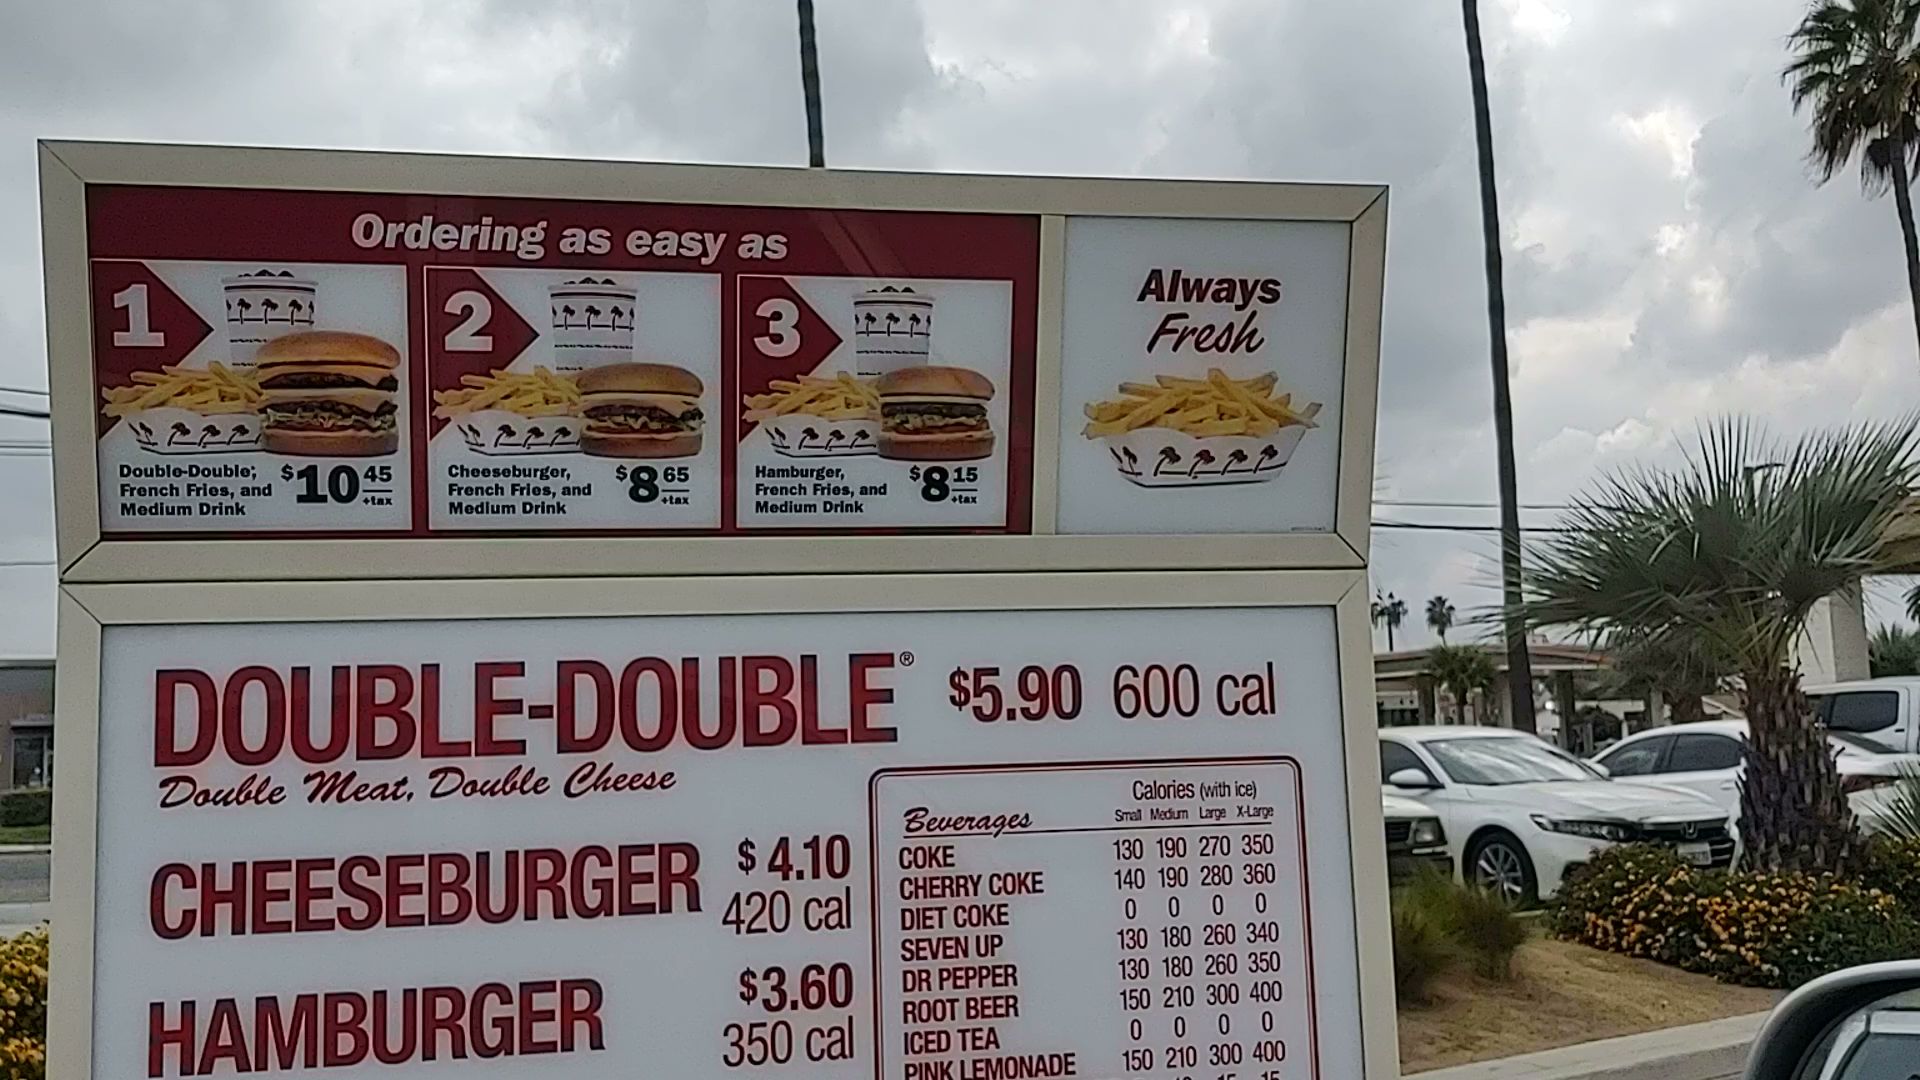 Ordering as easy as
1
Double-Double,
French Fries, and
Medium Drink
$10 45
+tax
2
Cheeseburger,
French Fries, and
Medium Drink
$8 65
+tax
3
Hamburger,
French Fries, and
Medium Drink
$8 15
+tax
Always
Fresh
DOUBLE-DOUBLE® $5.90 600 cal
Double Meat, Double Cheese
CHEESEBURGER $4.10
420 cal
HAMBURGER $3.60
350 cal
Calories (with ice)
Beverages Small Medium Large X-Large
COKE 130 190 270 350
CHERRY COKE 140 190 280 360
DIET COKE 0 0 0 0
SEVEN UP 130 180 260 340
DR PEPPER 130 180 260 350
ROOT BEER 150 210 300 400
ICED TEA 0 0 0 0
PINK LEMONADE 150 210 300 400